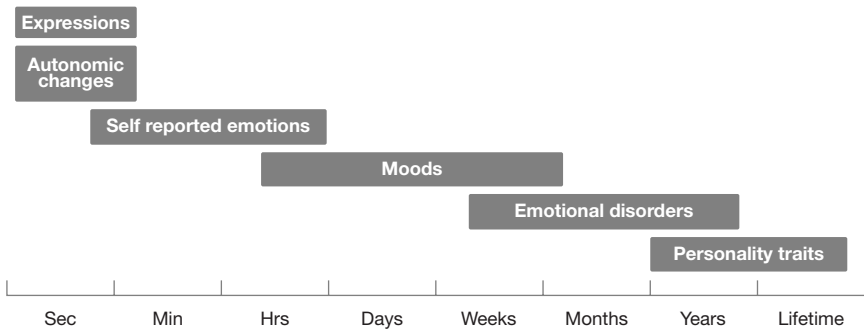 Expressions
Autonomic
changes
Self reported emotions
Moods
Emotional disorders
Personality traits
Sec Min Hrs Days Weeks Months Years Lifetime